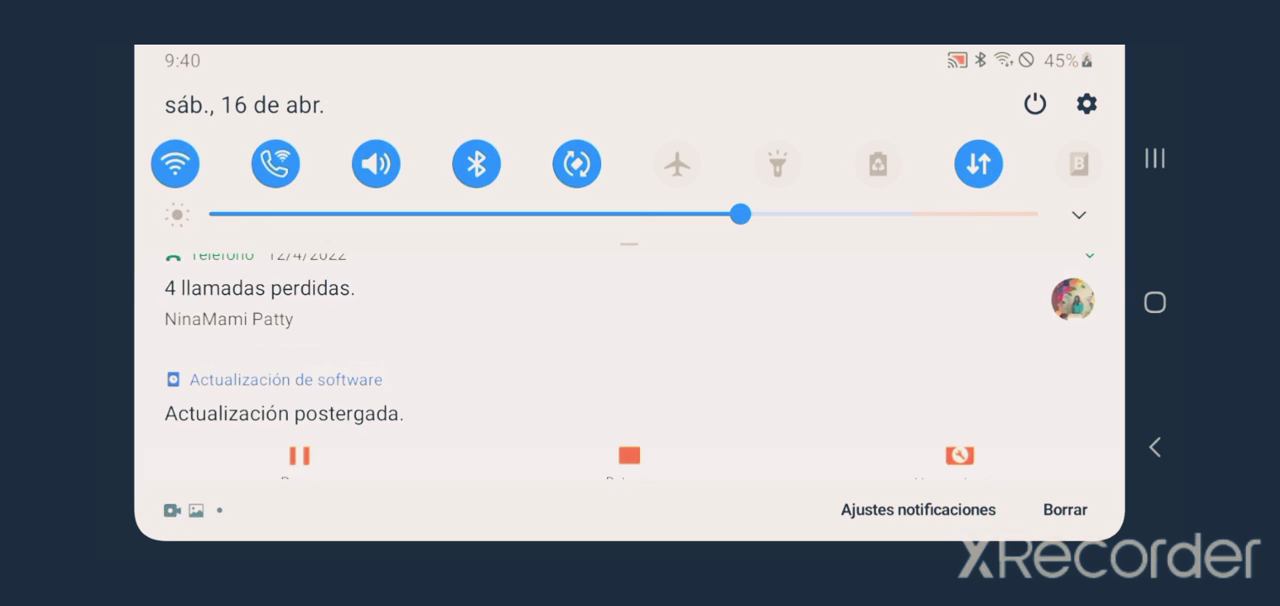 9:40
45%
sáb., 16 de abr.
Teléfono 12/4/2022
4 llamadas perdidas.
NinaMami Patty
Actualización de software
Actualización postergada.
Ajustes notificaciones
Borrar
XRecorder